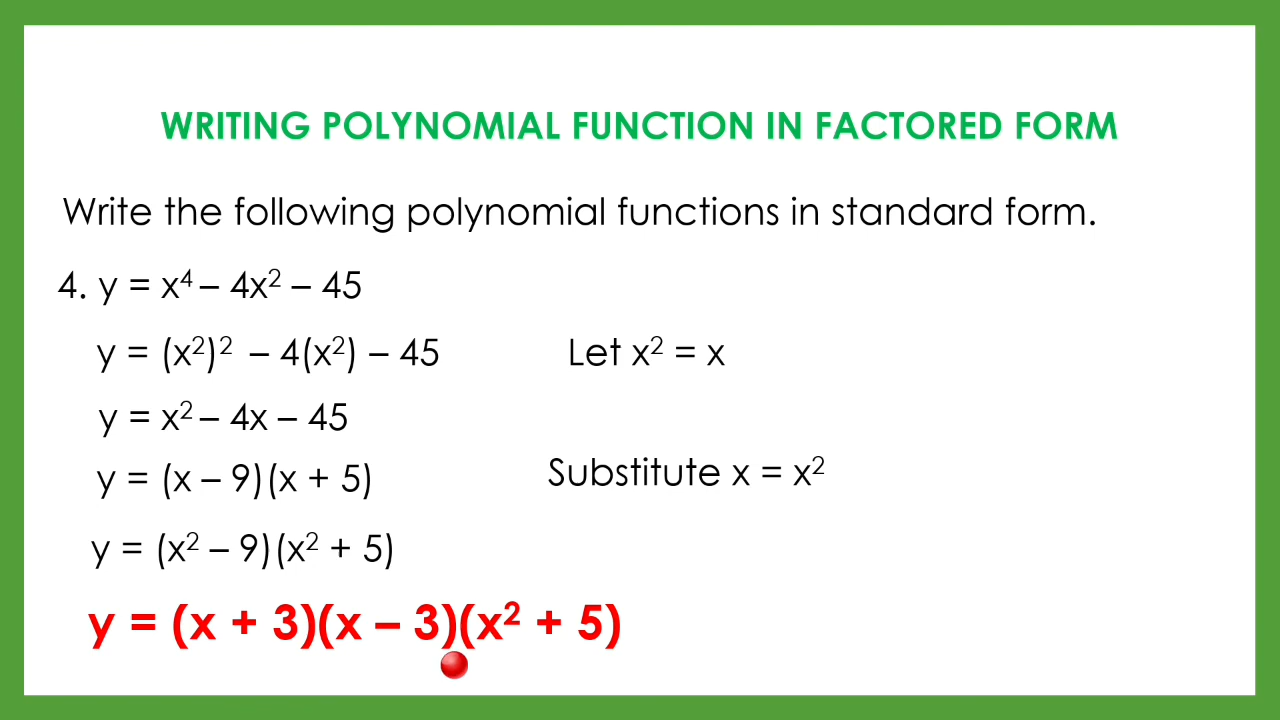 WRITING POLYNOMIAL FUNCTION IN FACTORED FORM
Write the following polynomial functions in standard form.
4. y = x⁴ – 4x² – 45
y = (x²)² – 4(x²) – 45
Let x² = x
y = x² – 4x – 45
y = (x – 9)(x + 5)
Substitute x = x²
y = (x² – 9)(x² + 5)
y = (x + 3)(x – 3)(x² + 5)